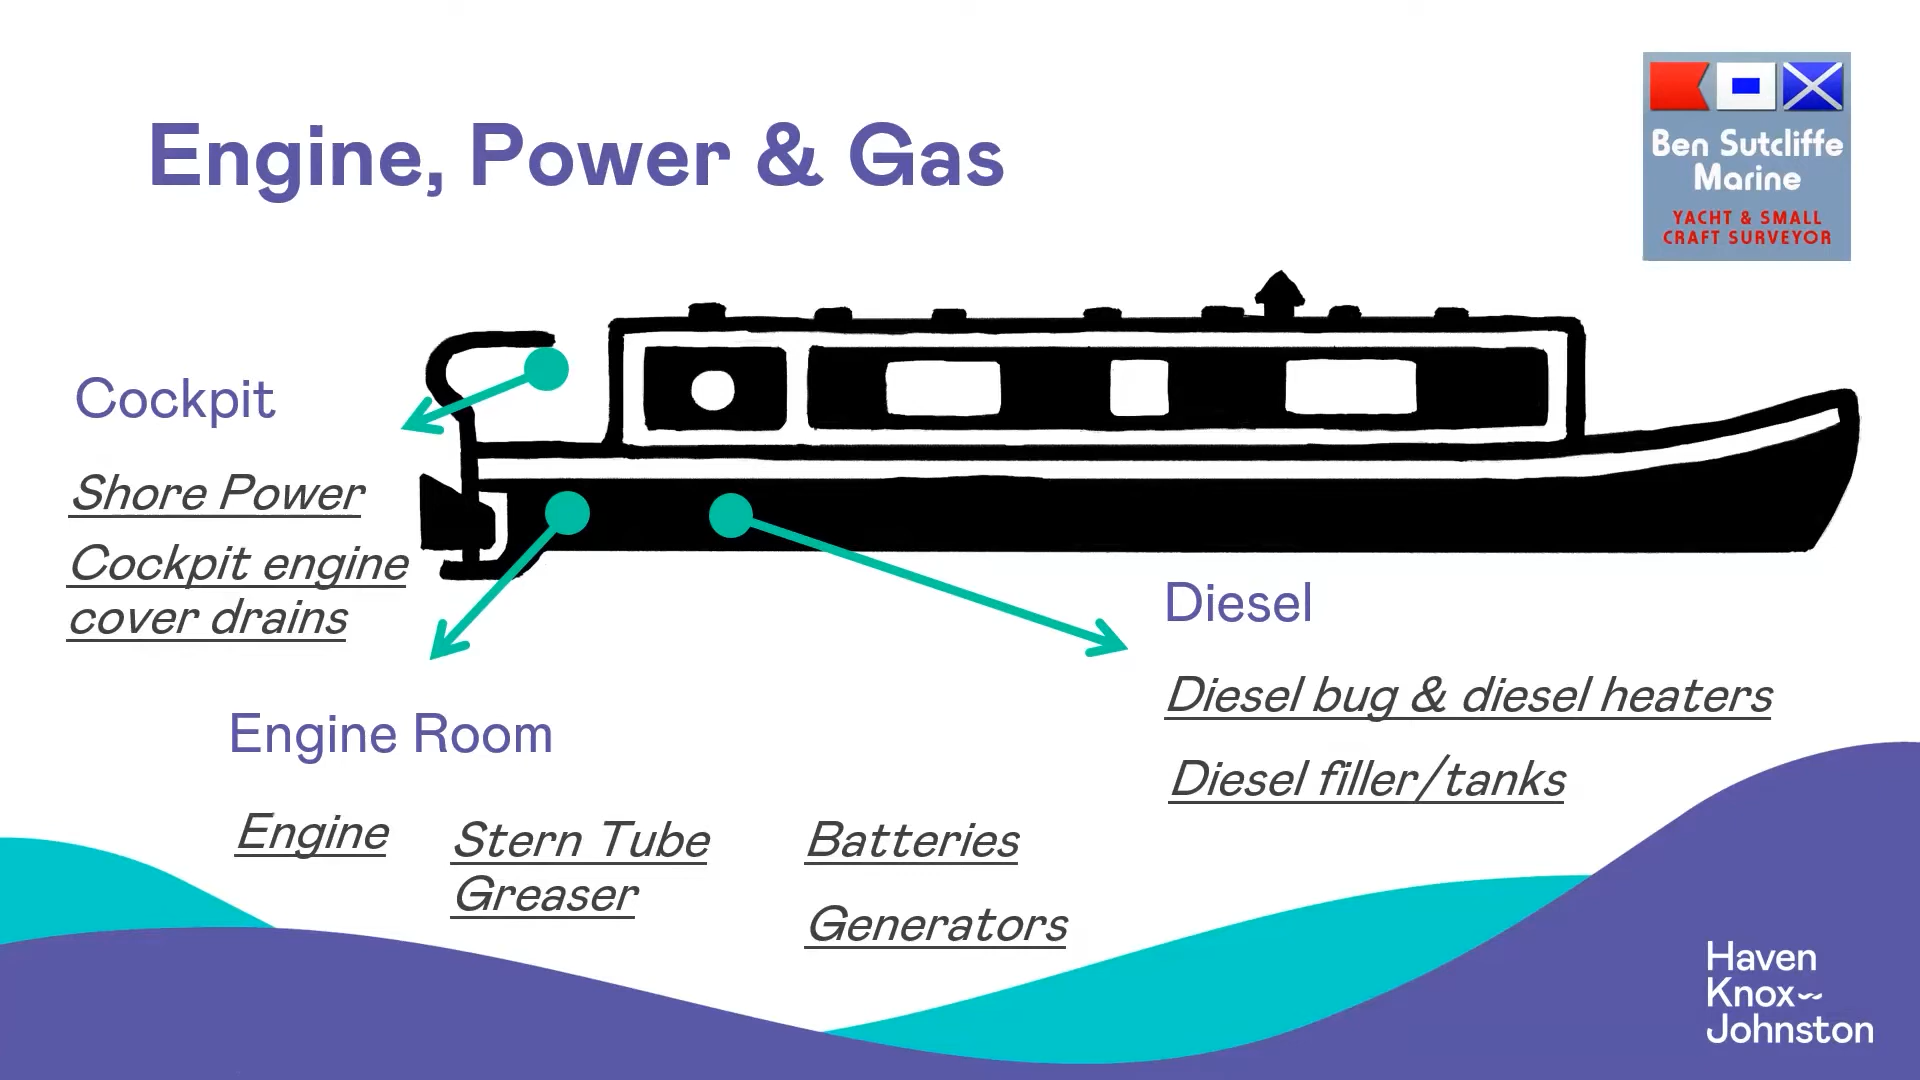 Engine, Power & Gas
Ben Sutcliffe
Marine
YACHT & SMALL
CRAFT SURVEYOR
Cockpit
Shore Power
Cockpit engine
cover drains
Diesel
Diesel bug & diesel heaters
Diesel filler/tanks
Engine Room
Engine
Stern Tube
Greaser
Batteries
Generators
Haven
Knox~
Johnston